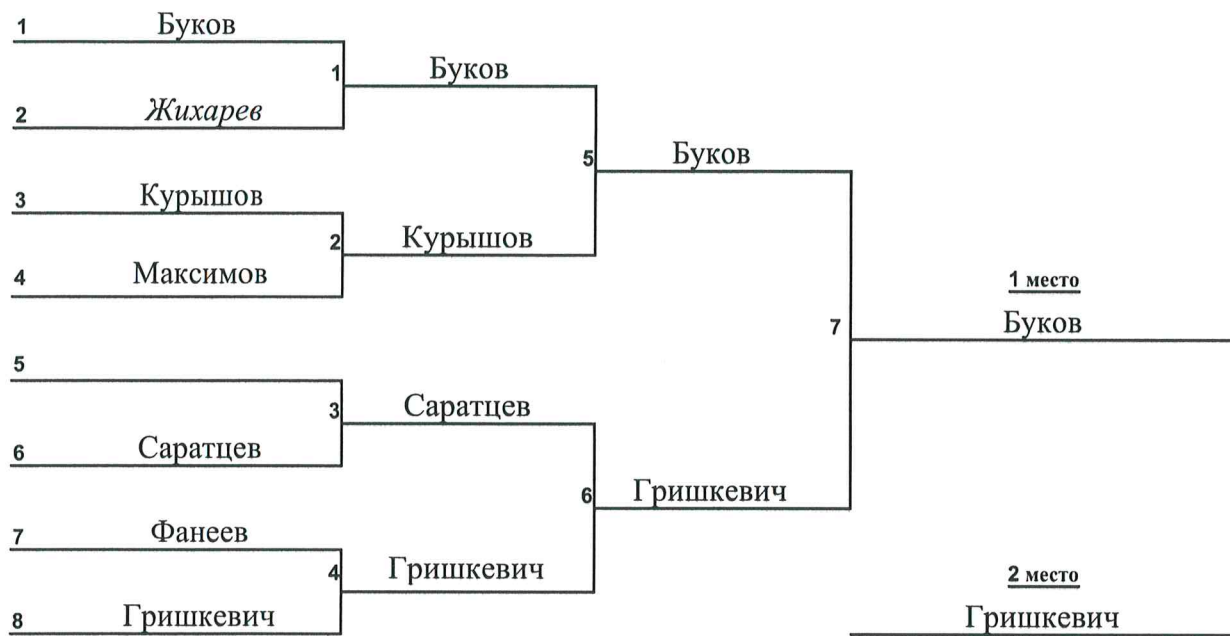 1 Буков
1 Буков
2 Жихарев
5 Буков
3 Курышов
2 Курышов
4 Максимов
1 место
7 Буков
5
3 Саратцев
6 Саратцев
6 Гришкевич
7 Фанеев
4 Гришкевич
2 место
8 Гришкевич
Гришкевич